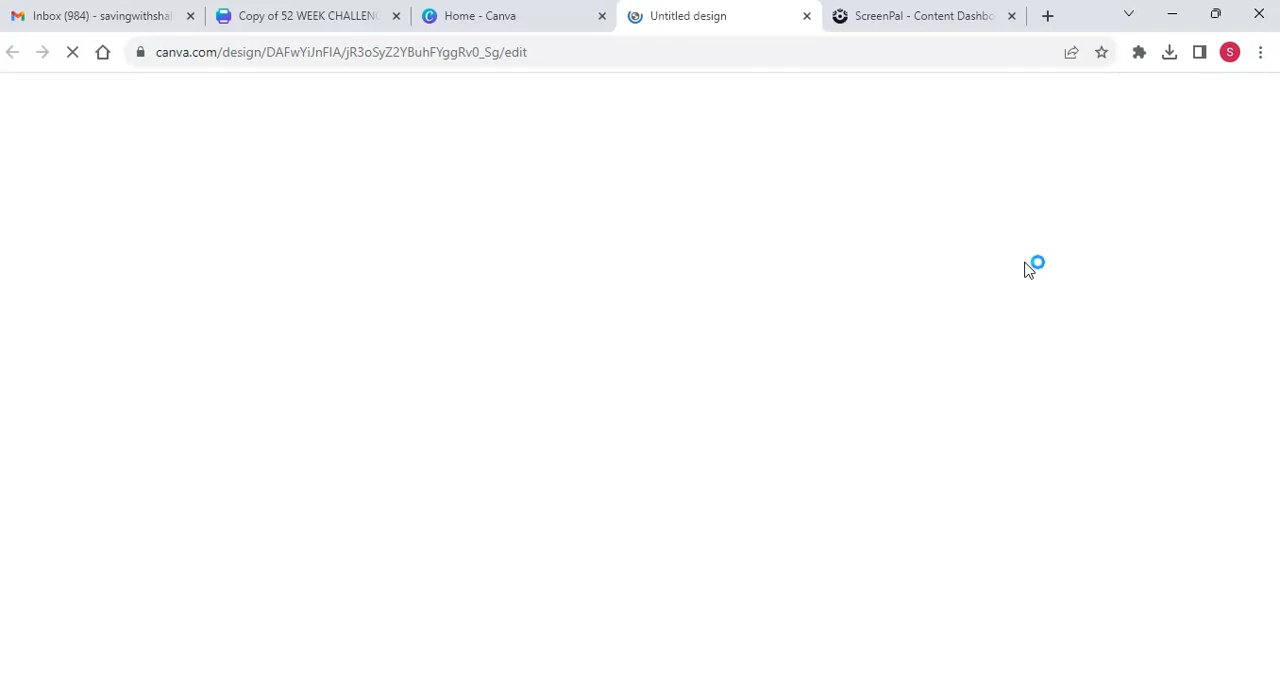 Inbox (984) - savingwithsha
Copy of 52 WEEK CHALLEN
Home - Canva
Untitled design
ScreenPal - Content Dashbo
canva.com/design/DAFwYiJnFIA/jR3oSyZ2YBuhFYggRv0_Sg/edit
S